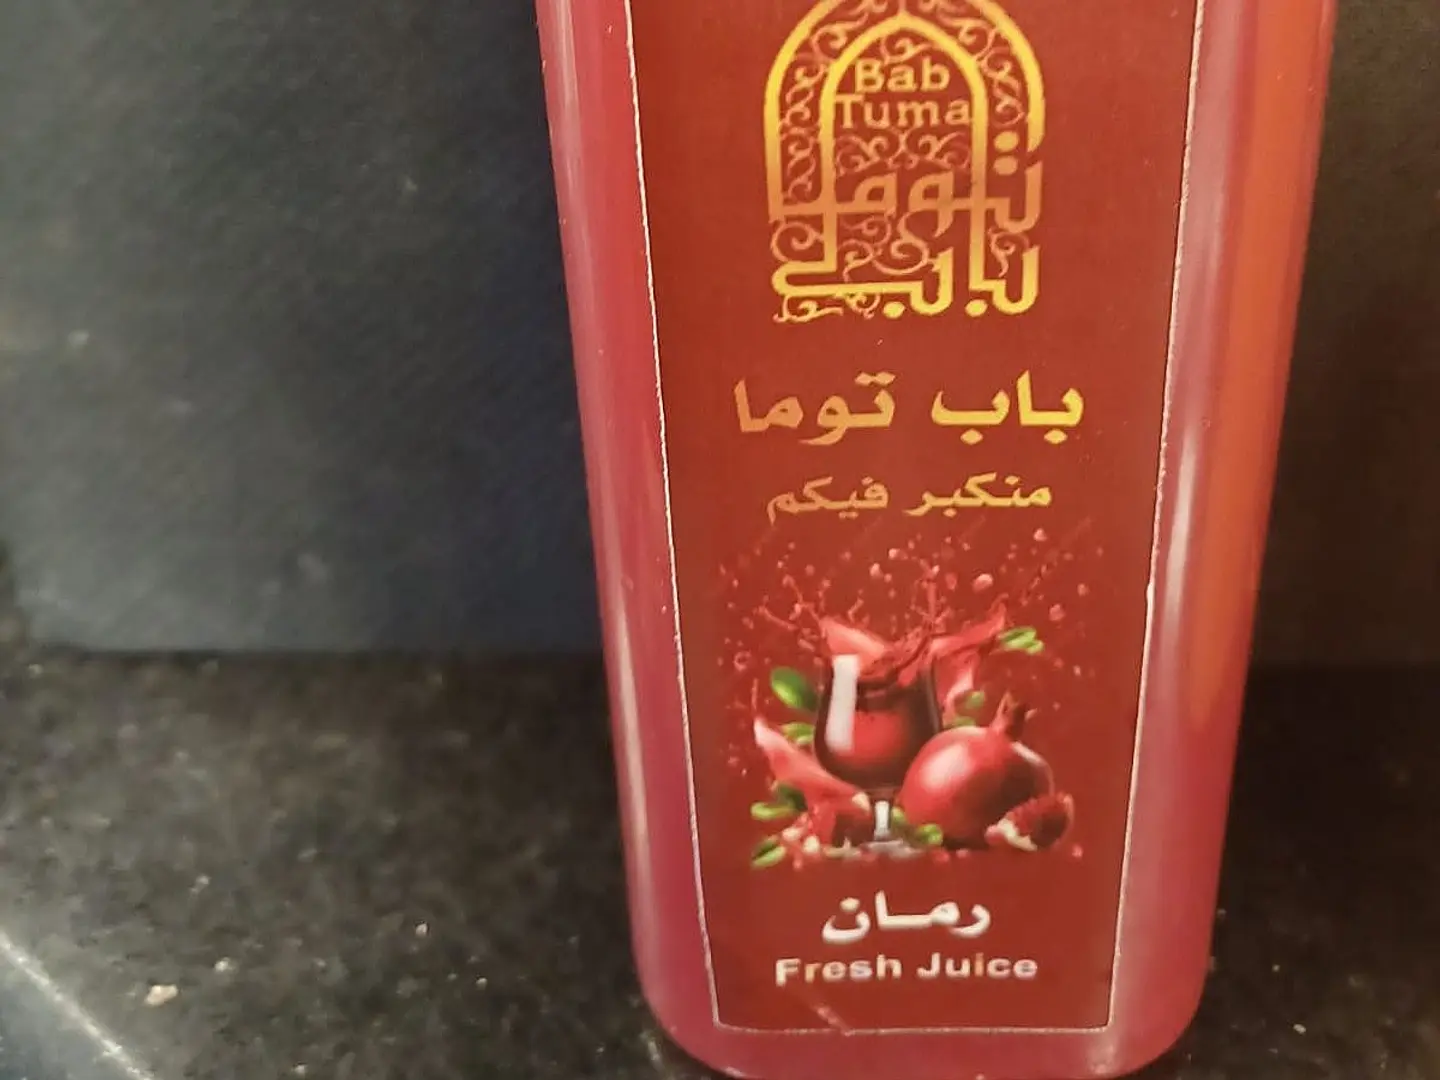 Bab
Tuma
توما
باب
باب توما
منكبر فيكم
رمان
Fresh Juice